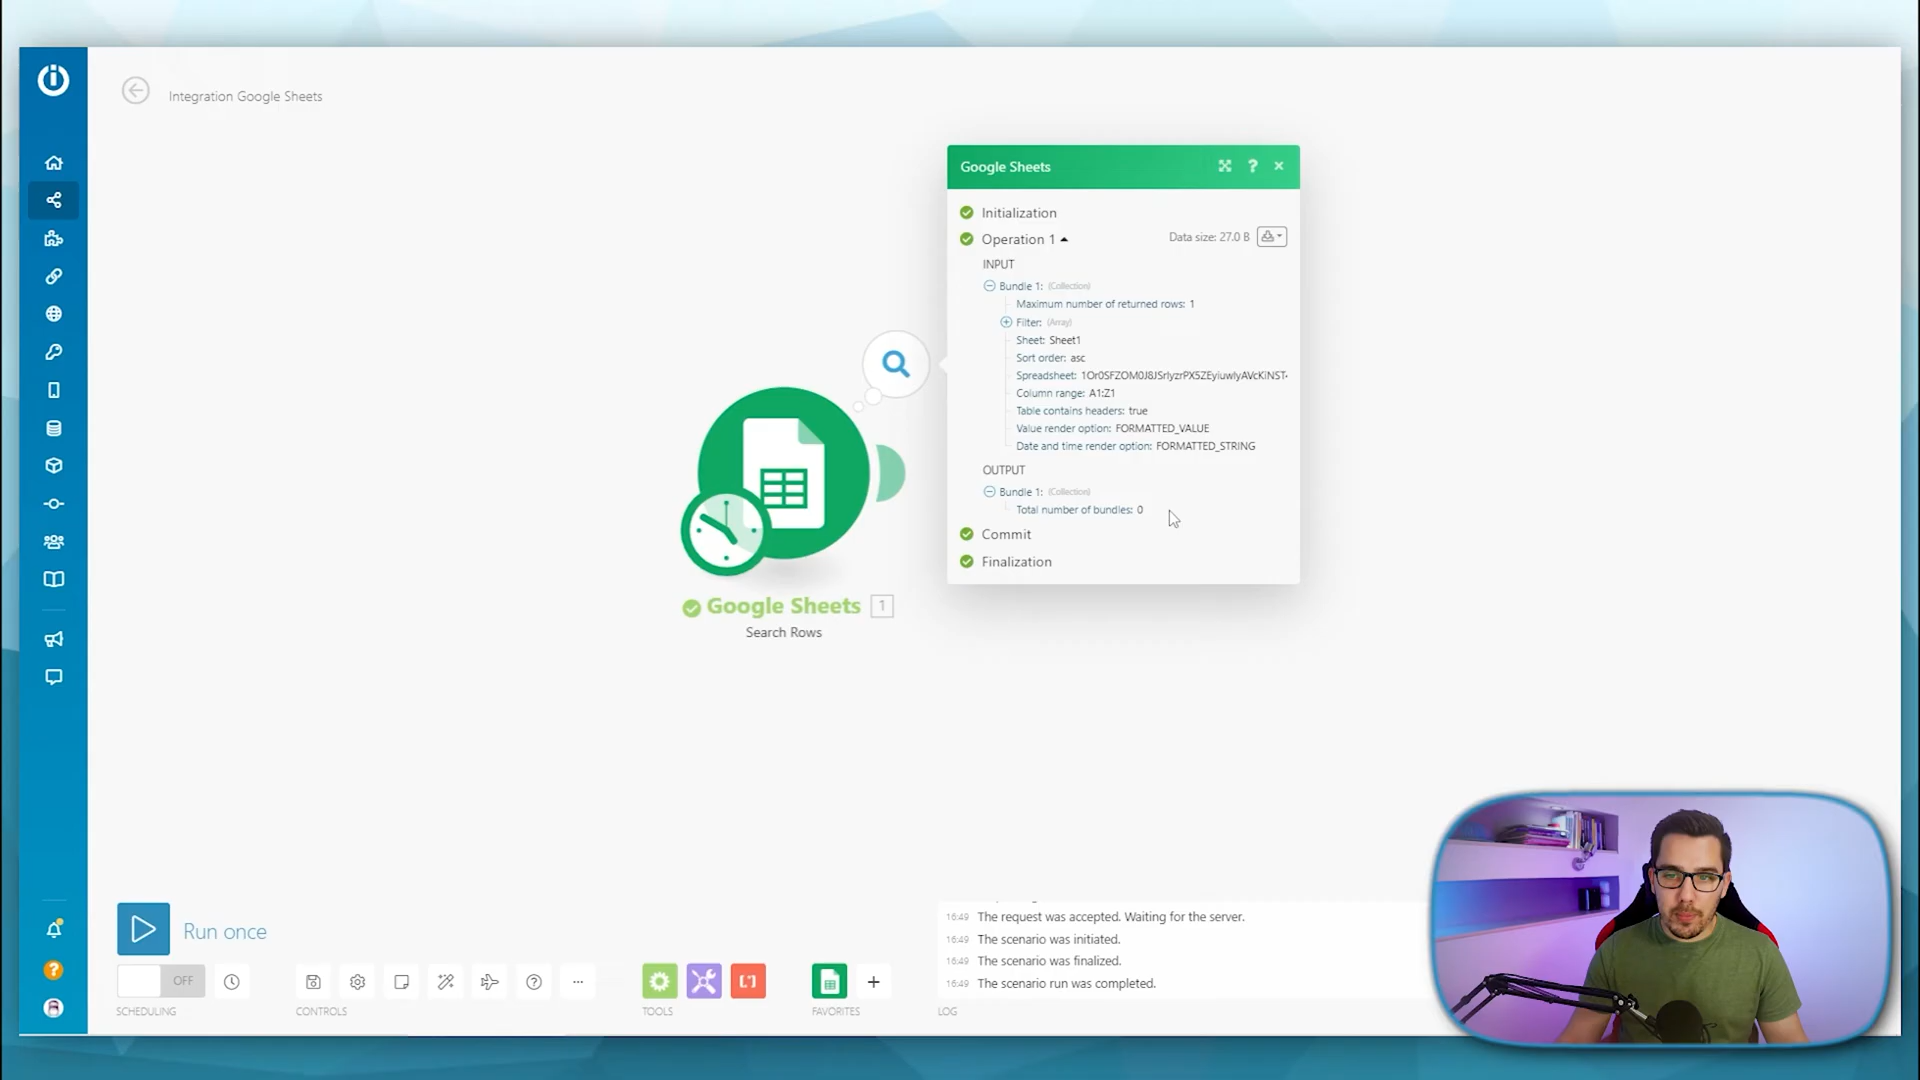 Integration Google Sheets
Google Sheets
Initialization
Operation 1
Data size: 27.0 B
INPUT
Bundle 1: (Collection)
Maximum number of returned rows: 1
Filter: (Array)
Sheet: Sheet1
Sort order: asc
Spreadsheet:
Column range: A1:Z1
Table contains headers: true
Value render option: FORMATTED_VALUE
Date and time render option: FORMATTED_STRING
OUTPUT
Bundle 1: (Collection)
Total number of bundles: 0
Commit
Finalization
Google Sheets 1
Search Rows
Run once
OFF
SCHEDULING
CONTROLS
TOOLS
FAVORITES
16:49 The request was accepted. Waiting for the server.
16:49 The scenario was initiated.
16:49 The scenario was finalized.
16:49 The scenario run was completed.
LOG